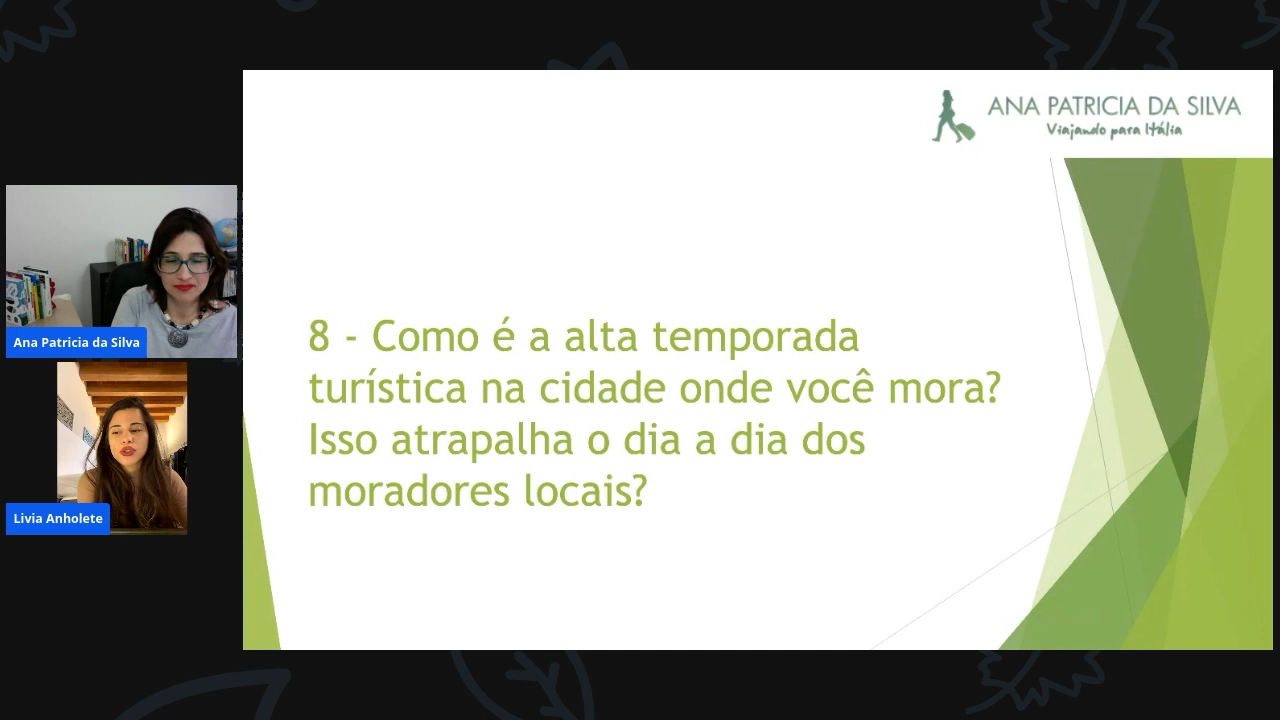 ANA PATRICIA DA SILVA
Viajando para Itália
Ana Patricia da Silva
Livia Anholete
8 - Como é a alta temporada
turística na cidade onde você mora?
Isso atrapalha o dia a dia dos
moradores locais?